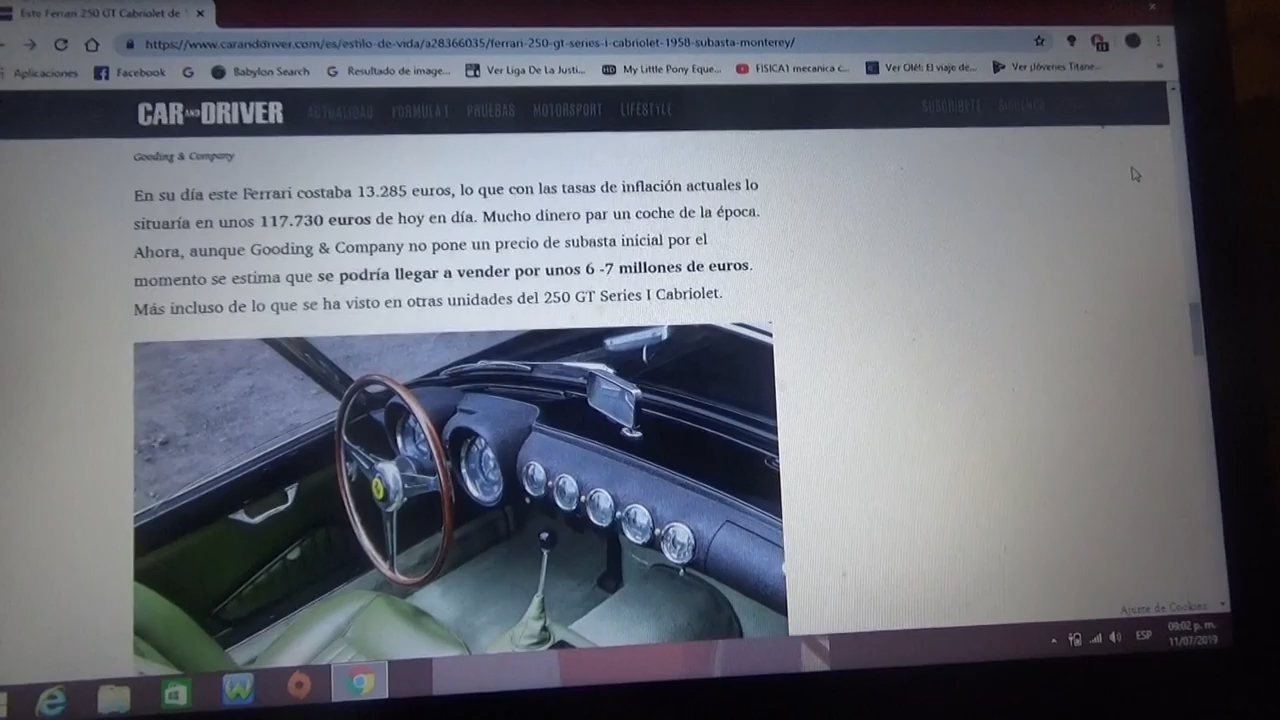 Este Ferrari 250 GT Cabriolet de
https://www.caranddriver.com/es/estilo-de-vida/a28366035/ferrari-250-gt-series-i-cabriolet-1958-subasta-monterey/
Aplicaciones Facebook Babylon Search Resultado de image... Ver Liga De La Justi... My Little Pony Eque... FISICA1 mecanica c... Ver Olé!: El viaje de... Ver ¡Jóvenes Titane...
CAR AND DRIVER ACTUALIDAD FORMULA 1 PRUEBAS MOTORSPORT LIFESTYLE SUSCRÍBETE SÍGUENOS
Gooding & Company
En su día este Ferrari costaba 13.285 euros, lo que con las tasas de inflación actuales lo
situaría en unos 117.730 euros de hoy en día. Mucho dinero par un coche de la época.
Ahora, aunque Gooding & Company no pone un precio de subasta inicial por el
momento se estima que se podría llegar a vender por unos 6 -7 millones de euros.
Más incluso de lo que se ha visto en otras unidades del 250 GT Series I Cabriolet.
Ajuste de Cookies
ESP
09:02 p. m.
11/07/2019